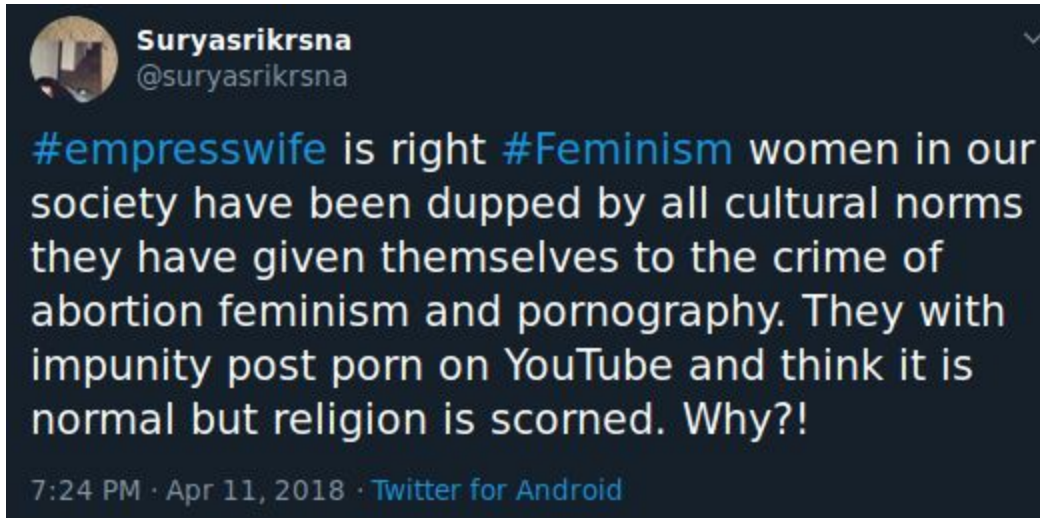 Suryasrikrsna
@suryasrikrsna
#empresswife is right #Feminism women in our
society have been dupped by all cultural norms
they have given themselves to the crime of
abortion feminism and pornography. They with
impunity post porn on YouTube and think it is
normal but religion is scorned. Why?!
7:24 PM · Apr 11, 2018 · Twitter for Android